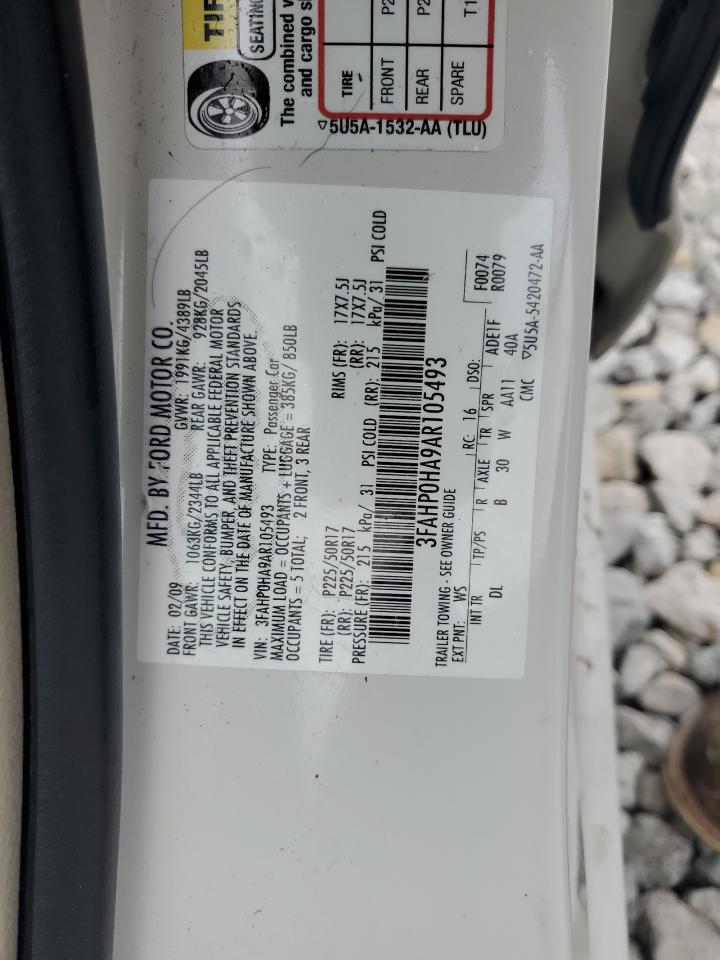 TIR
SEATING
The combined v
and cargo s
TIRE
FRONT P2
REAR P2
SPARE T1
▽5U5A-1532-AA (TLU)
MFD. BY FORD MOTOR CO.
DATE: 02/09 GVWR: 1991KG/4389LB
FRONT GAWR: 1063KG/2344LB REAR GAWR: 928KG/2045LB
THIS VEHICLE CONFORMS TO ALL APPLICABLE FEDERAL MOTOR
VEHICLE SAFETY, BUMPER, AND THEFT PREVENTION STANDARDS
IN EFFECT ON THE DATE OF MANUFACTURE SHOWN ABOVE.
VIN: 3FAHP0HA9AR105493 TYPE: Passenger Car
MAXIMUM LOAD = OCCUPANTS + LUGGAGE = 385KG/ 850LB
OCCUPANTS = 5 TOTAL; 2 FRONT, 3 REAR
TIRE (FR): P225/50R17 RIMS (FR): 17X7.5J
(RR): P225/50R17 (RR): 17X7.5J
PRESSURE (FR): 215 kPa/ 31 PSI COLD (RR): 215 kPa/ 31 PSI COLD
3FAHP0HA9AR105493
TRAILER TOWING - SEE OWNER GUIDE
EXT PNT: WS RC: 16 DSO: F0074
INT TR TP/PS R AXLE TR SPR ADE1F R0079
DL B 30 W AA11 40A
CMC ▽5U5A-5420472-AA